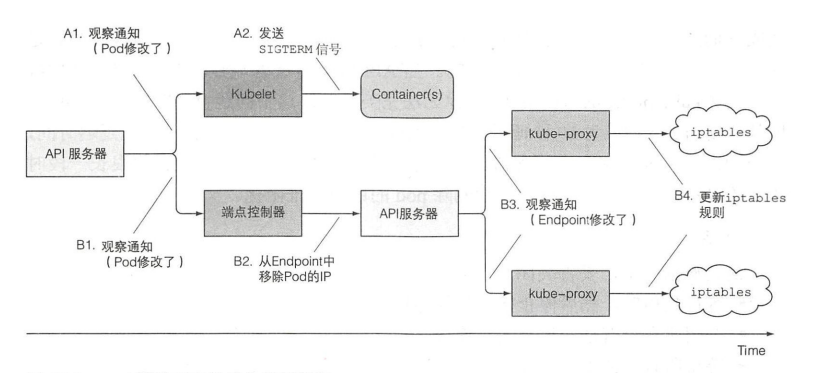 A1. 观察通知
（Pod修改了）
A2. 发送
SIGTERM 信号
Kubelet
Container(s)
API 服务器
kube-proxy
iptables
端点控制器
API服务器
B1. 观察通知
（Pod修改了）
B2. 从Endpoint中
移除Pod的IP
B3. 观察通知
（Endpoint修改了）
B4. 更新iptables
规则
kube-proxy
iptables
Time